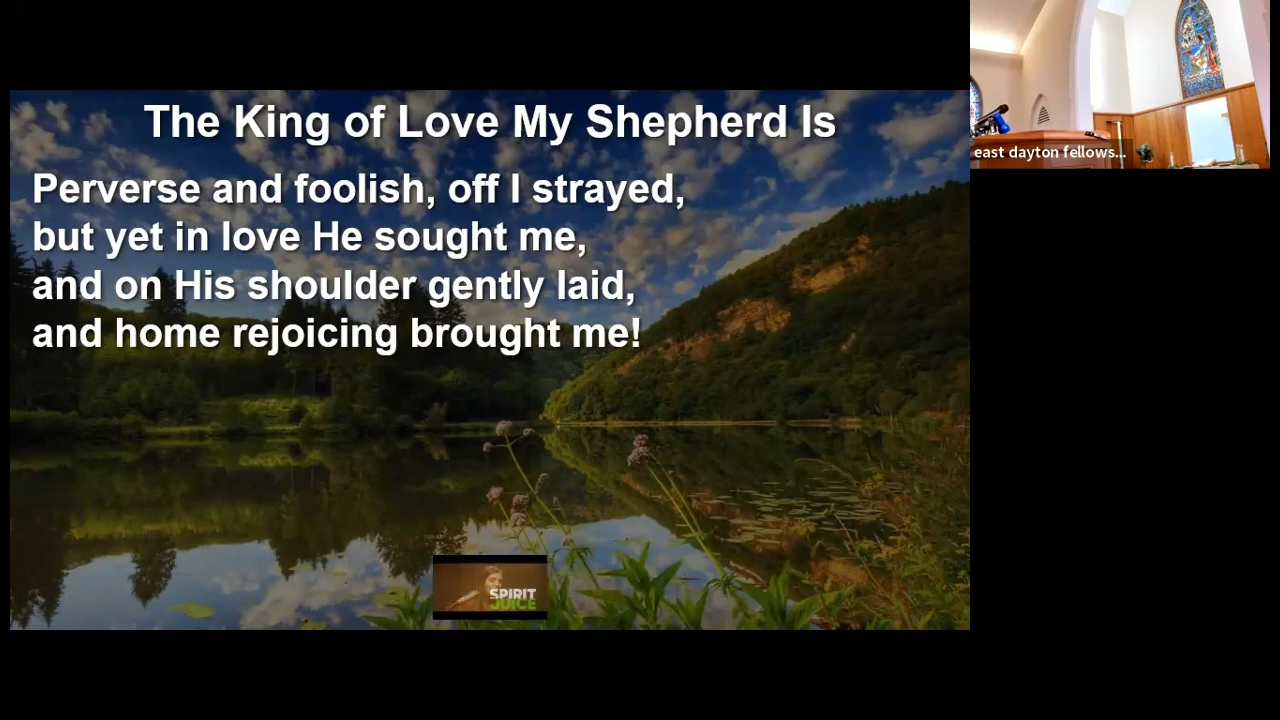 The King of Love My Shepherd Is
Perverse and foolish, off I strayed,
but yet in love He sought me,
and on His shoulder gently laid,
and home rejoicing brought me!
SPIRIT
JUICE
east dayton fellows...